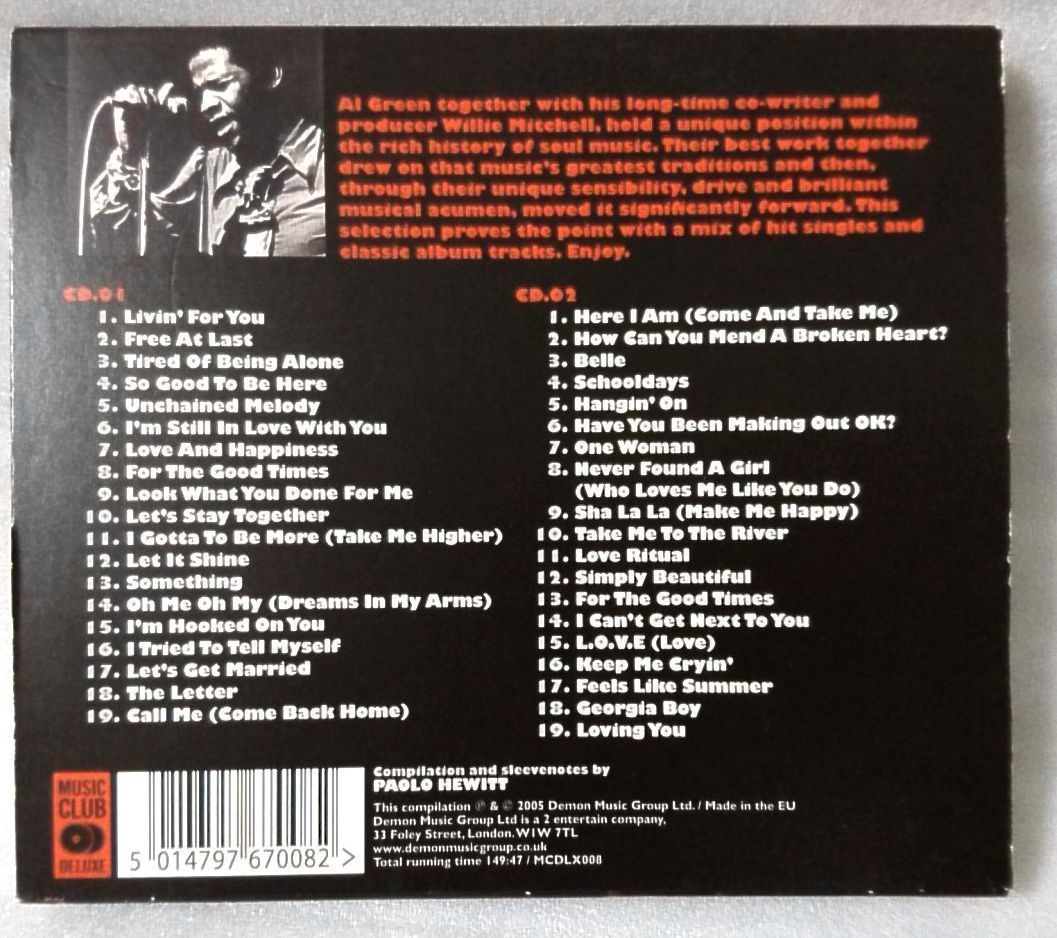 Al Green together with his long-time co-writer and
producer Willie Mitchell, hold a unique position within
the rich history of soul music. Their best work together
drew on that music's greatest traditions and then,
through their unique sensibility, drive and brilliant
musical acumen, moved it significantly forward. This
selection proves the point with a mix of hit singles and
classic album tracks. Enjoy.
CD.01
1. Livin' For You
2. Free At Last
3. Tired Of Being Alone
4. So Good To Be Here
5. Unchained Melody
6. I'm Still In Love With You
7. Love And Happiness
8. For The Good Times
9. Look What You Done For Me
10. Let's Stay Together
11. I Gotta To Be More (Take Me Higher)
12. Let It Shine
13. Something
14. Oh Me Oh My (Dreams In My Arms)
15. I'm Hooked On You
16. I Tried To Tell Myself
17. Let's Get Married
18. The Letter
19. Call Me (Come Back Home)
CD.02
1. Here I Am (Come And Take Me)
2. How Can You Mend A Broken Heart?
3. Belle
4. Schooldays
5. Hangin' On
6. Have You Been Making Out OK?
7. One Woman
8. Never Found A Girl
(Who Loves Me Like You Do)
9. Sha La La (Make Me Happy)
10. Take Me To The River
11. Love Ritual
12. Simply Beautiful
13. For The Good Times
14. I Can't Get Next To You
15. L.O.V.E (Love)
16. Keep Me Cryin'
17. Feels Like Summer
18. Georgia Boy
19. Loving You
MUSIC
CLUB
DELUXE
5 014797 670082 >
Compilation and sleevenotes by
PAOLO HEWITT
This compilation ℗ & © 2005 Demon Music Group Ltd. / Made in the EU
Demon Music Group Ltd is a 2 entertain company,
33 Foley Street, London. W1W 7TL
www.demonmusicgroup.co.uk
Total running time 149:47 / MCDLX008